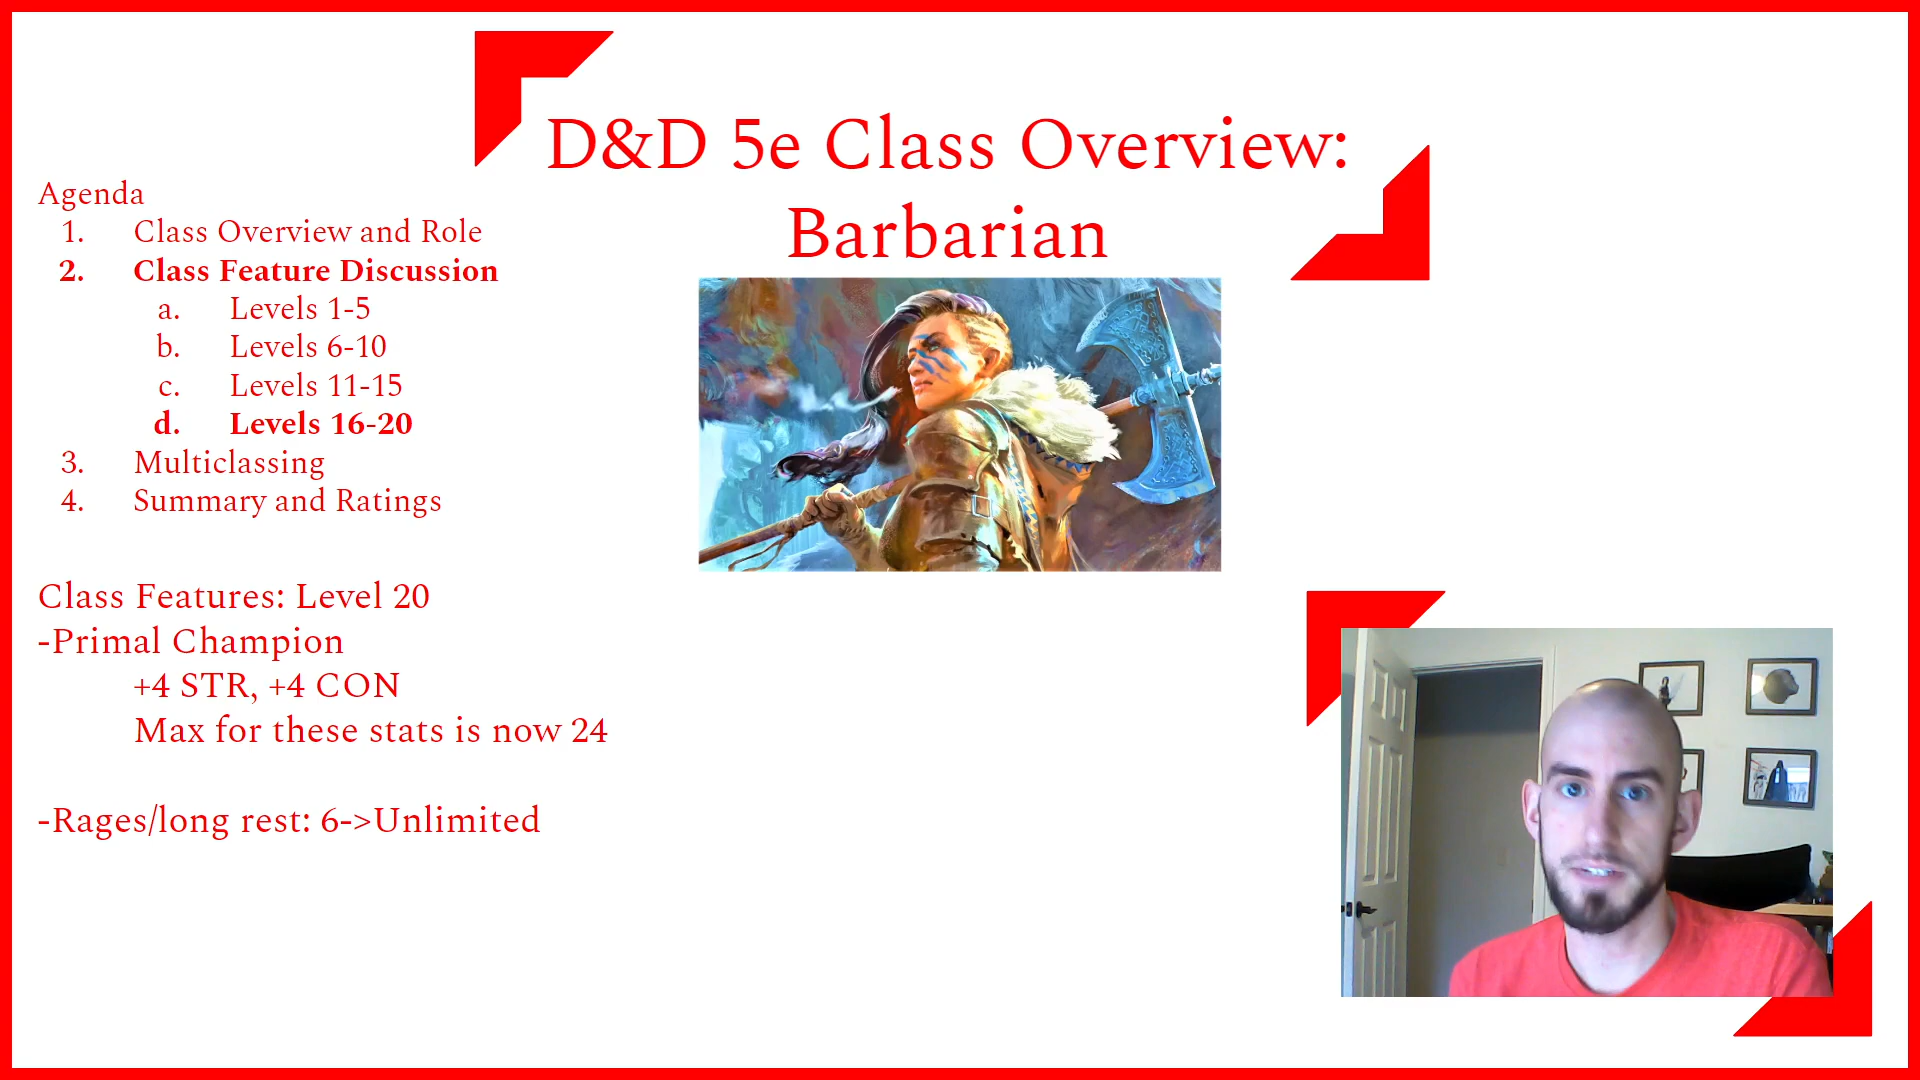 D&D 5e Class Overview:
Barbarian
Agenda
1. Class Overview and Role
2. Class Feature Discussion
a. Levels 1-5
b. Levels 6-10
c. Levels 11-15
d. Levels 16-20
3. Multiclassing
4. Summary and Ratings
Class Features: Level 20
-Primal Champion
+4 STR, +4 CON
Max for these stats is now 24
-Rages/long rest: 6->Unlimited